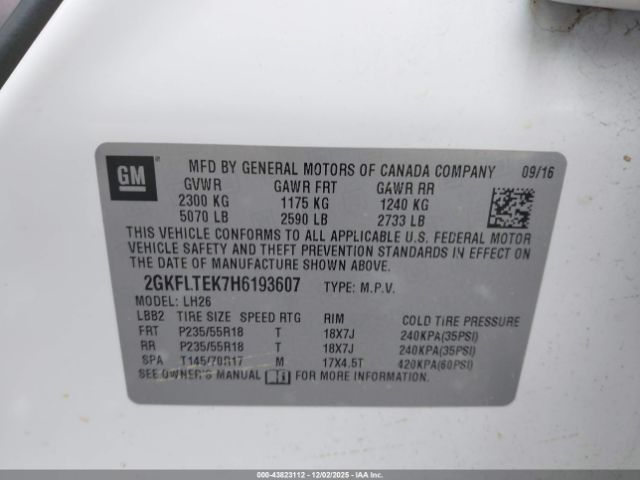 GM
MFD BY GENERAL MOTORS OF CANADA COMPANY 09/16
GVWR GAWR FRT GAWR RR
2300 KG 1175 KG 1240 KG
5070 LB 2590 LB 2733 LB
THIS VEHICLE CONFORMS TO ALL APPLICABLE U.S. FEDERAL MOTOR
VEHICLE SAFETY AND THEFT PREVENTION STANDARDS IN EFFECT
ON THE DATE OF MANUFACTURE SHOWN ABOVE.
2GKFLTEK7H6193607 TYPE: M.P.V.
MODEL: LH26
LBB2 TIRE SIZE SPEED RTG RIM COLD TIRE PRESSURE
FRT P235/55R18 T 18X7J 240KPA(35PSI)
RR P235/55R18 T 18X7J 240KPA(35PSI)
SPA T145/70R17 M 17X4.5T 420KPA(60PSI)
SEE OWNER'S MANUAL FOR MORE INFORMATION.
000-43823112 - 12/02/2025 - IAAI.COM